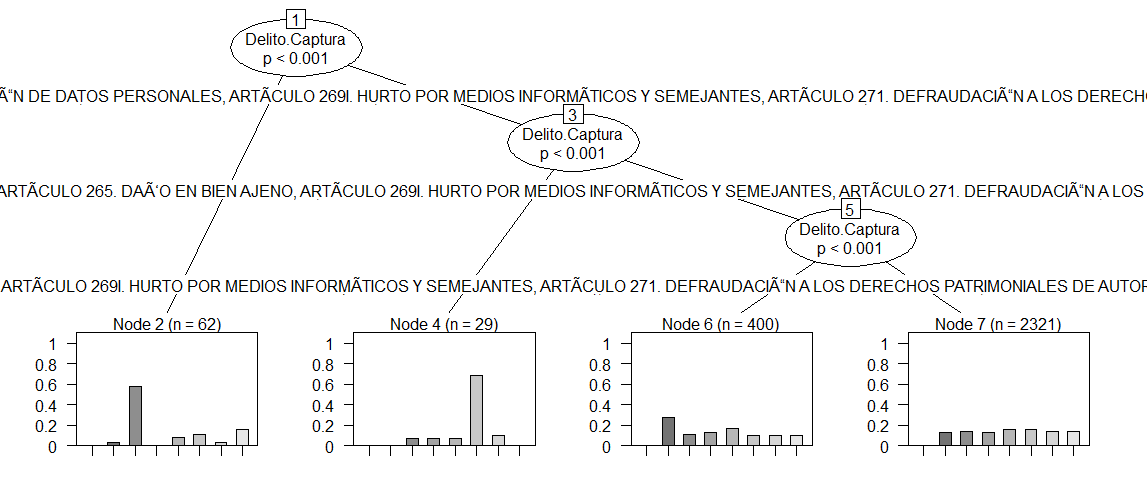 1
Delito.Captura
p < 0.001
Ã“N DE DATOS PERSONALES, ARTÃCULO 269I. HURTO POR MEDIOS INFORMÃTICOS Y SEMEJANTES, ARTÃCULO 271. DEFRAUDACIÃ“N A LOS DERECH
3
Delito.Captura
p < 0.001
ARTÃCULO 265. DAÃ‘O EN BIEN AJENO, ARTÃCULO 269I. HURTO POR MEDIOS INFORMÃTICOS Y SEMEJANTES, ARTÃCULO 271. DEFRAUDACIÃ“N A LOS
5
Delito.Captura
p < 0.001
ARTÃCULO 269I. HURTO POR MEDIOS INFORMÃTICOS Y SEMEJANTES, ARTÃCULO 271. DEFRAUDACIÃ“N A LOS DERECHOS PATRIMONIALES DE AUTOR
Node 2 (n = 62)
1
0.8
0.6
0.4
0.2
0
Node 4 (n = 29)
1
0.8
0.6
0.4
0.2
0
Node 6 (n = 400)
1
0.8
0.6
0.4
0.2
0
Node 7 (n = 2321)
1
0.8
0.6
0.4
0.2
0